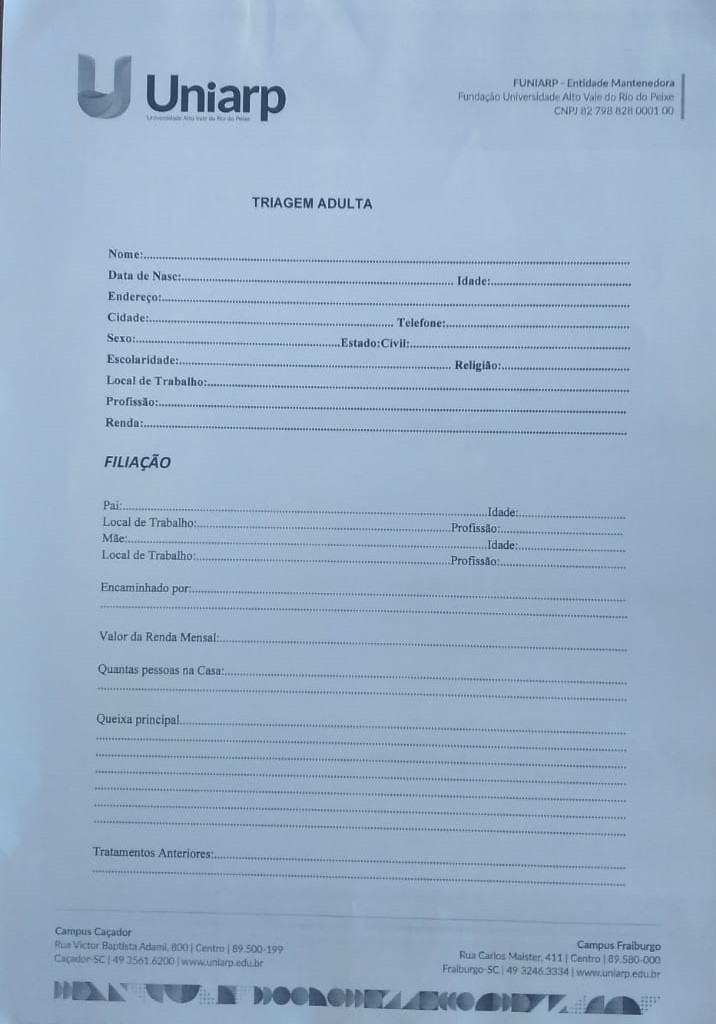 Uniarp
Universidade Alto Vale do Rio do Peixe
FUNIARP - Entidade Mantenedora
Fundação Universidade Alto Vale do Rio do Peixe
CNPJ 82 798 828 0001 00
TRIAGEM ADULTA
Nome:
Data de Nasc: Idade:
Endereço:
Cidade: Telefone:
Sexo: Estado:Civil:
Escolaridade: Religião:
Local de Trabalho:
Profissão:
Renda:
FILIAÇÃO
Pai: Idade:
Local de Trabalho: Profissão:
Mãe: Idade:
Local de Trabalho: Profissão:
Encaminhado por:
Valor da Renda Mensal:
Quantas pessoas na Casa:
Queixa principal
Tratamentos Anteriores:
Campus Caçador
Rua Victor Baptista Adami, 800 | Centro | 89.500-199
Caçador-SC | 49 3561.6200 | www.uniarp.edu.br
Campus Fraiburgo
Rua Carlos Maister, 411 | Centro | 89.580-000
Fraiburgo-SC | 49 3246.3334 | www.uniarp.edu.br